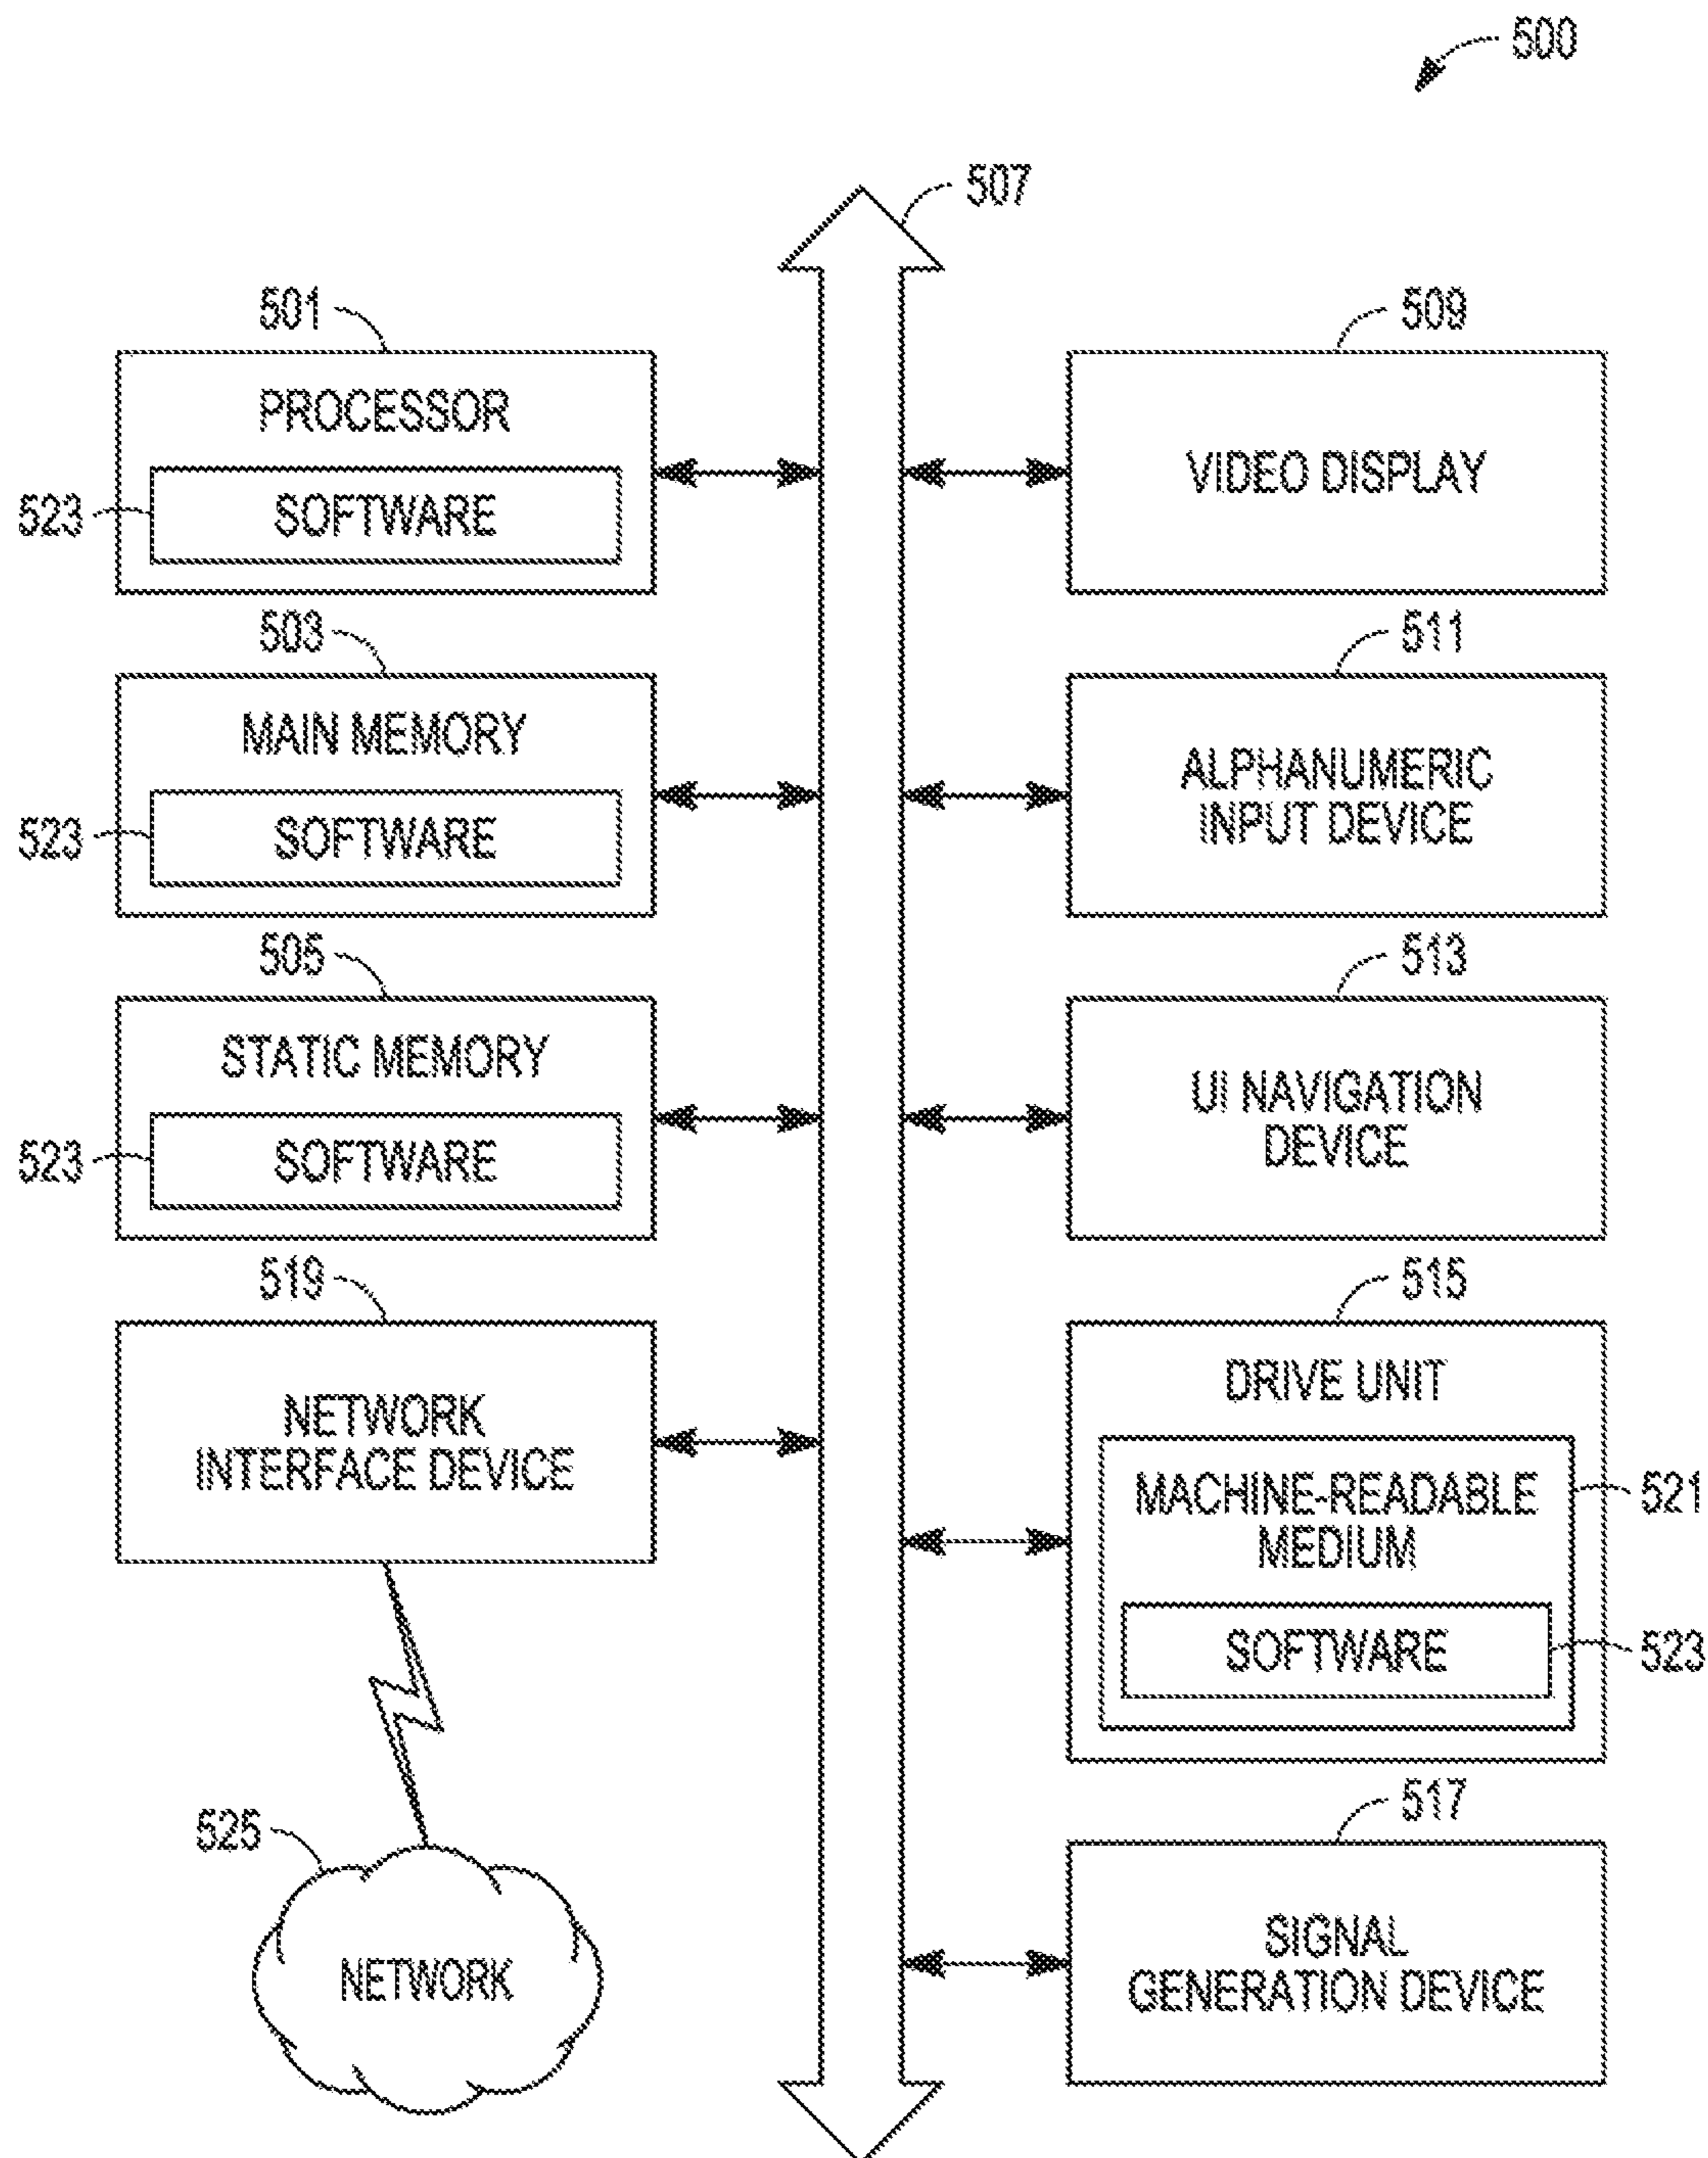 500
507
501
PROCESSOR
523
SOFTWARE
503
MAIN MEMORY
523
SOFTWARE
505
STATIC MEMORY
523
SOFTWARE
519
NETWORK
INTERFACE DEVICE
525
NETWORK
509
VIDEO DISPLAY
511
ALPHANUMERIC
INPUT DEVICE
513
UI NAVIGATION
DEVICE
515
DRIVE UNIT
MACHINE-READABLE
MEDIUM
521
SOFTWARE
523
517
SIGNAL
GENERATION DEVICE